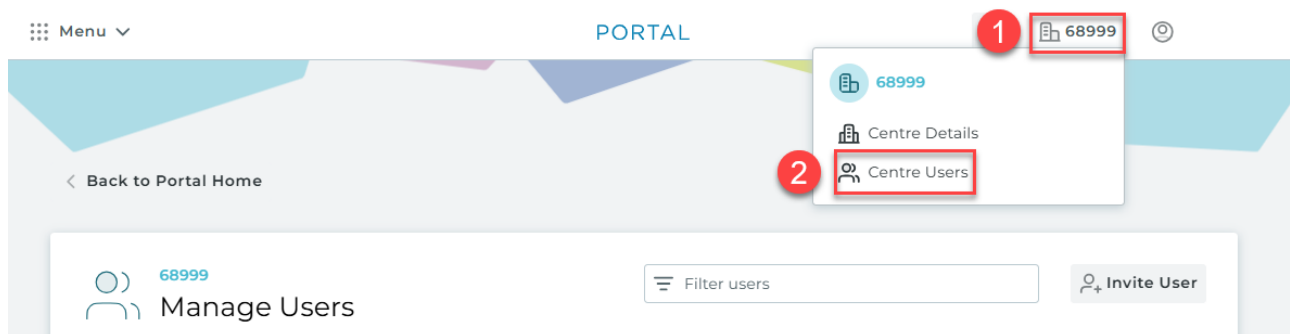 Menu
PORTAL
1
68999
68999
Centre Details
2
Centre Users
Back to Portal Home
68999
Manage Users
Filter users
Invite User